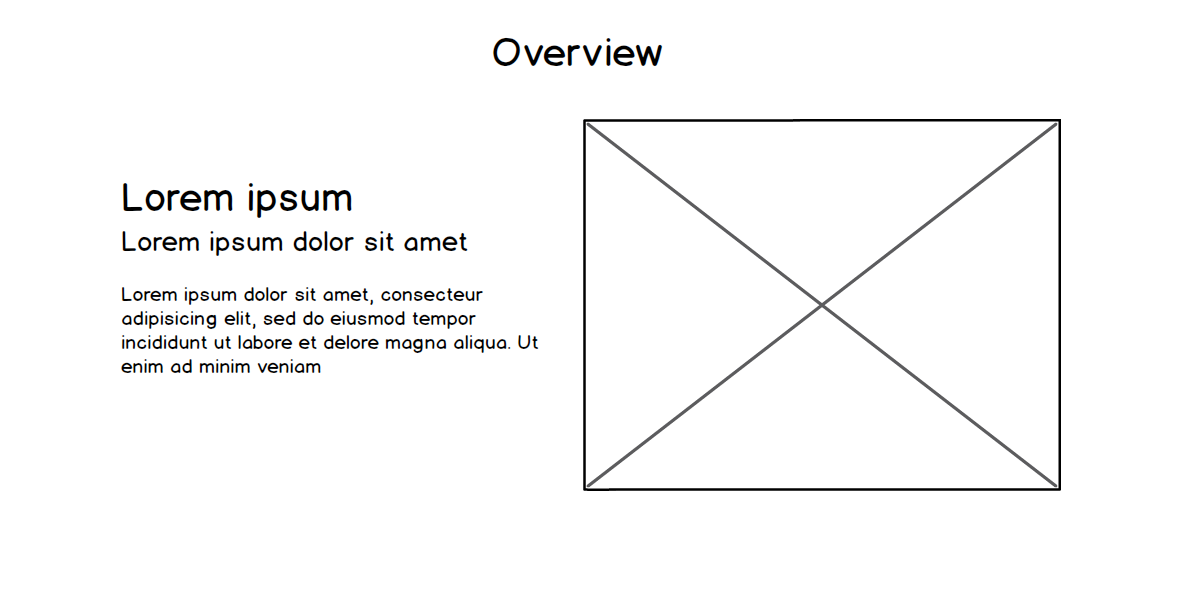 Overview
Lorem ipsum
Lorem ipsum dolor sit amet
Lorem ipsum dolor sit amet, consecteur
adipisicing elit, sed do eiusmod tempor
incididunt ut labore et delore magna aliqua. Ut
enim ad minim veniam